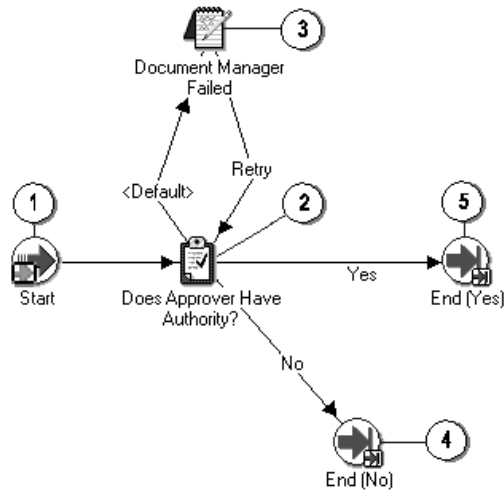 3
Document Manager
Failed
Retry
<Default>
1
2
5
Start
Does Approver Have
Authority?
Yes
End (Yes)
No
4
End (No)